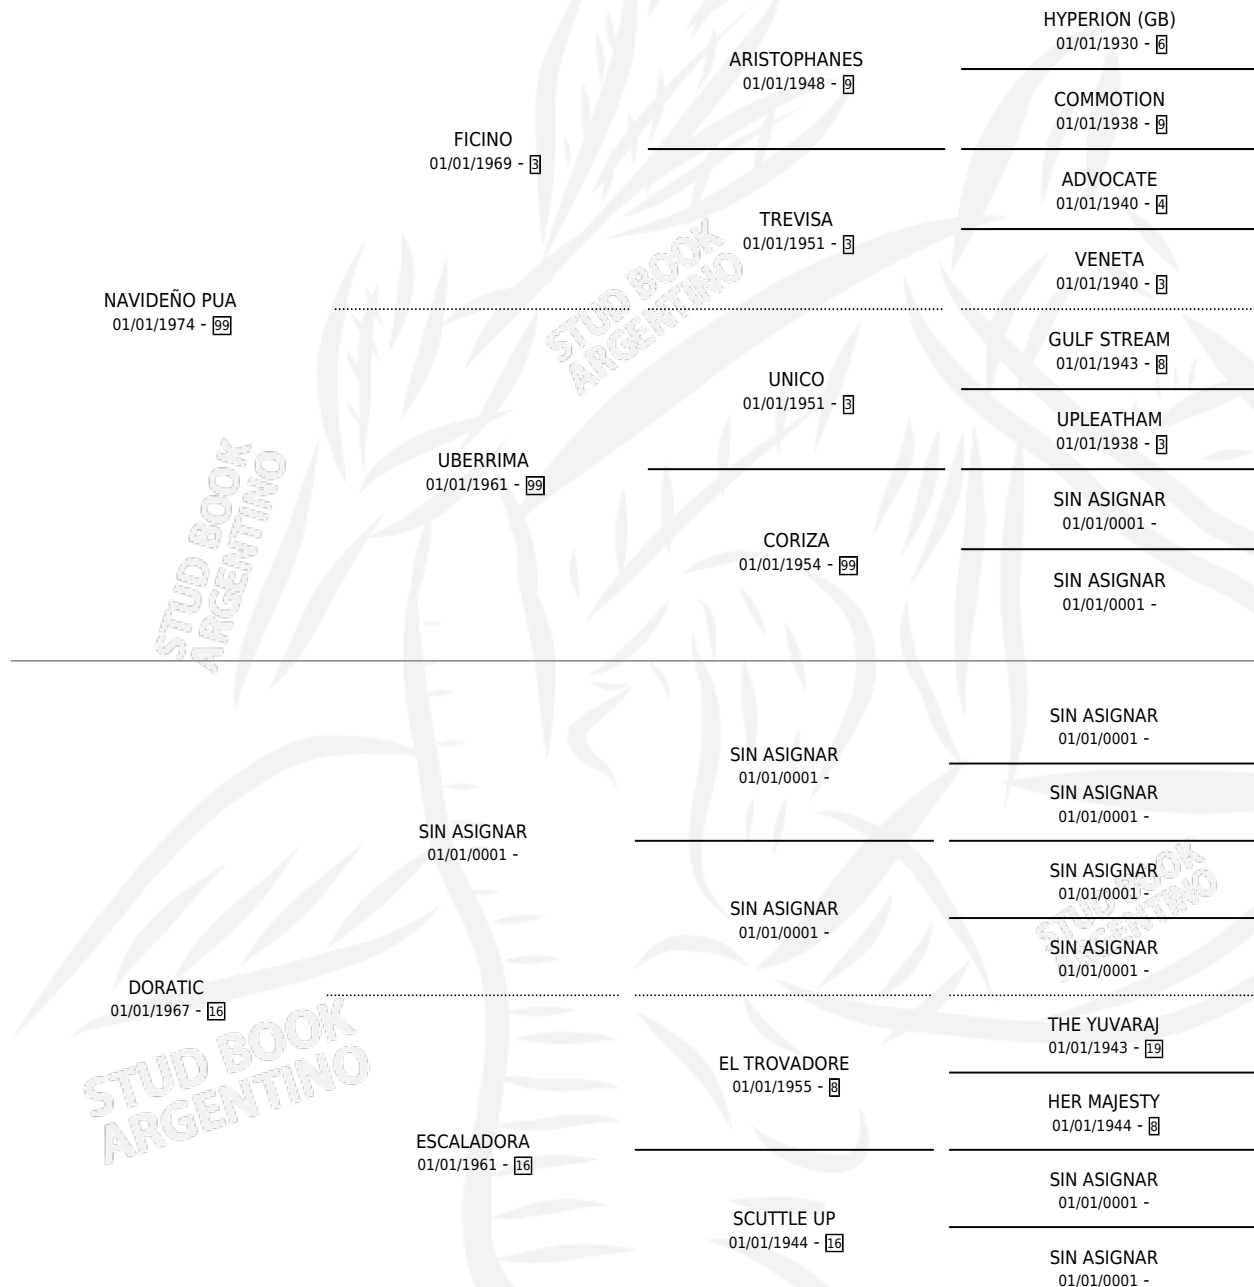 HYPERION (GB)
01/01/1930 - 6
ARISTOPHANES
01/01/1948 - 9
COMMOTION
01/01/1938 - 9
FICINO
01/01/1969 - 3
ADVOCATE
01/01/1940 - 4
TREVISA
01/01/1951 - 3
VENETA
01/01/1940 - 3
NAVIDEÑO PUA
01/01/1974 - 99
STUD BOOK
ARGENTINO
GULF STREAM
01/01/1943 - 8
UNICO
01/01/1951 - 3
UPLEATHAM
01/01/1938 - 3
UBERRIMA
01/01/1961 - 99
SIN ASIGNAR
01/01/0001 -
CORIZA
01/01/1954 - 99
SIN ASIGNAR
01/01/0001 -
STUD BOOK
ARGENTINO
SIN ASIGNAR
01/01/0001 -
SIN ASIGNAR
01/01/0001 -
SIN ASIGNAR
01/01/0001 -
SIN ASIGNAR
01/01/0001 -
SIN ASIGNAR
01/01/0001 -
SIN ASIGNAR
01/01/0001 -
SIN ASIGNAR
01/01/0001 -
STUD BOOK
ARGENTINO
DORATIC
01/01/1967 - 16
STUD BOOK
ARGENTINO
THE YUVARAJ
01/01/1943 - 19
EL TROVADORE
01/01/1955 - 8
HER MAJESTY
01/01/1944 - 8
ESCALADORA
01/01/1961 - 16
SIN ASIGNAR
01/01/0001 -
SCUTTLE UP
01/01/1944 - 16
SIN ASIGNAR
01/01/0001 -